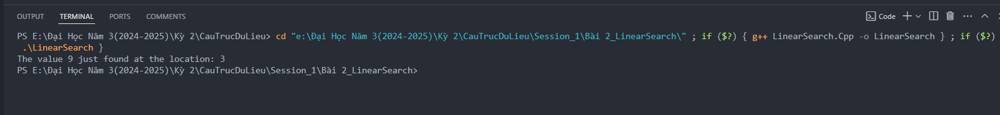 OUTPUT TERMINAL PORTS COMMENTS Code
PS E:\Đại Học Năm 3(2024-2025)\Kỳ 2\CauTrucDuLieu> cd "e:\Đại Học Năm 3(2024-2025)\Kỳ 2\CauTrucDuLieu\Session_1\Bài 2_LinearSearch\" ; if ($?) { g++ LinearSearch.Cpp -o LinearSearch } ; if ($?)
.\LinearSearch }
The value 9 just found at the location: 3
PS E:\Đại Học Năm 3(2024-2025)\Kỳ 2\CauTrucDuLieu\Session_1\Bài 2_LinearSearch>